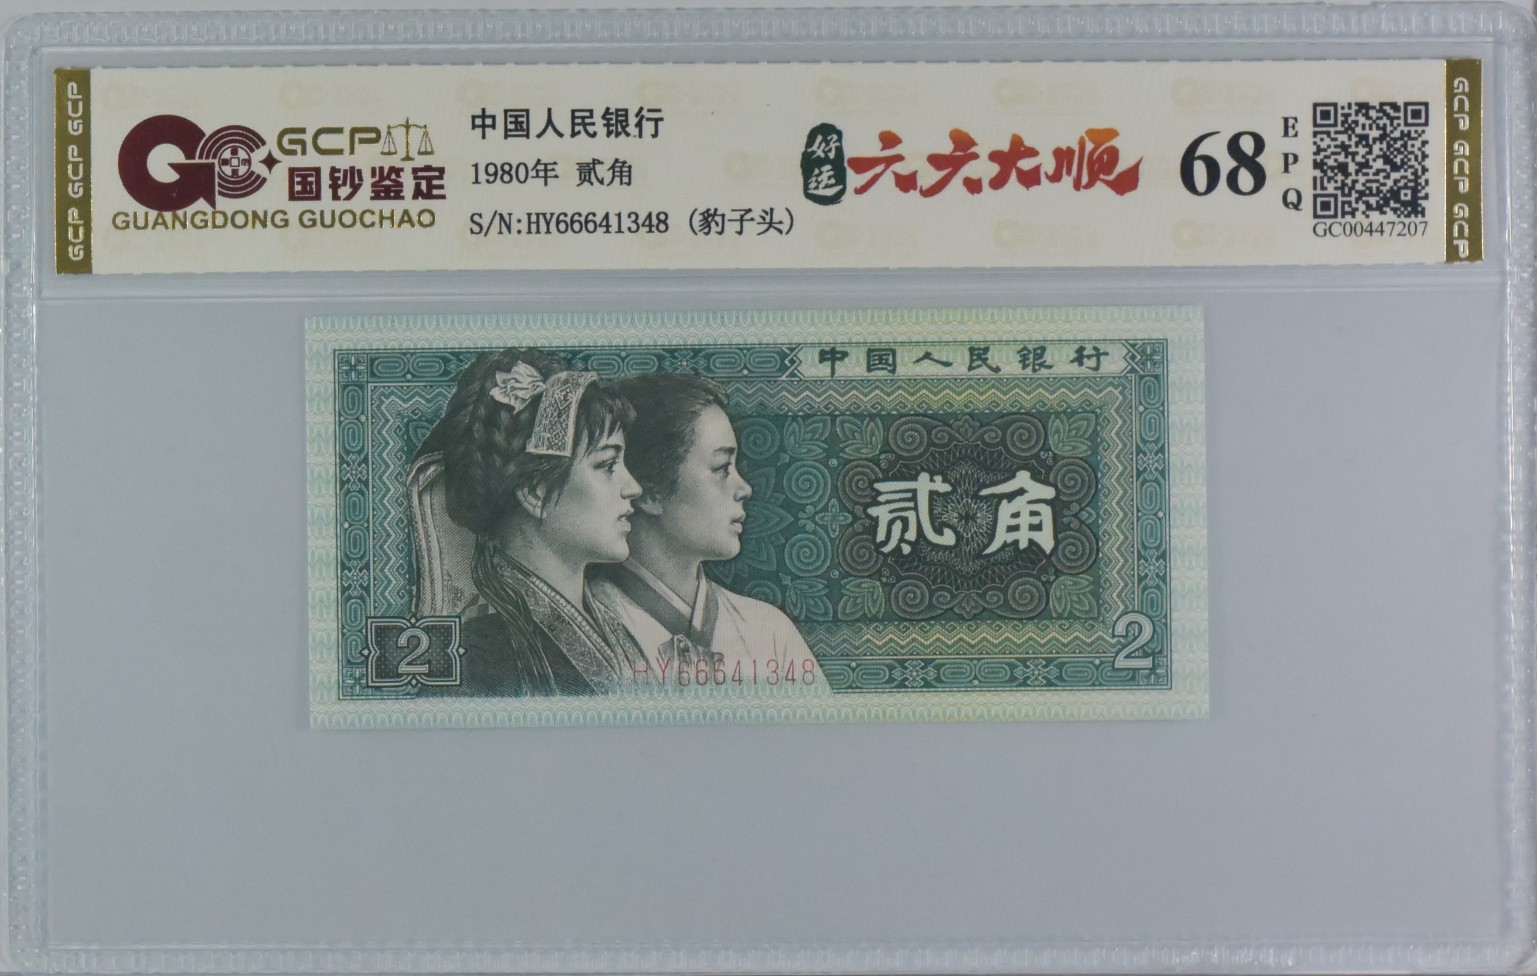 GCP GCP GCP
GCP
国钞鉴定
GUANGDONG GUOCHAO
中国人民银行
1980年 贰角
S/N:HY66641348 (豹子头)
好运
六六大顺
68
EPQ
GC00447207
GCP GCP GCP
中国人民银行
贰角
2
2
HY66641348